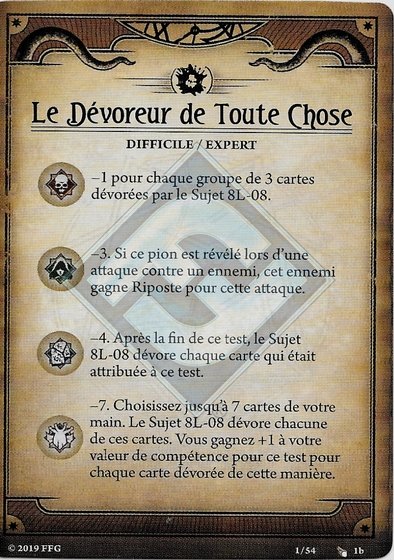 Le Dévoreur de Toute Chose
DIFFICILE / EXPERT
–1 pour chaque groupe de 3 cartes
dévorées par le Sujet 8L-08.
–3. Si ce pion est révélé lors d'une
attaque contre un ennemi, cet ennemi
gagne Riposte pour cette attaque.
–4. Après la fin de ce test, le Sujet
8L-08 dévore chaque carte qui était
attribuée à ce test.
–7. Choisissez jusqu'à 7 cartes de votre
main. Le Sujet 8L-08 dévore chacune
de ces cartes. Vous gagnez +1 à votre
valeur de compétence pour ce test pour
chaque carte dévorée de cette manière.
© 2019 FFG 1/54 1b